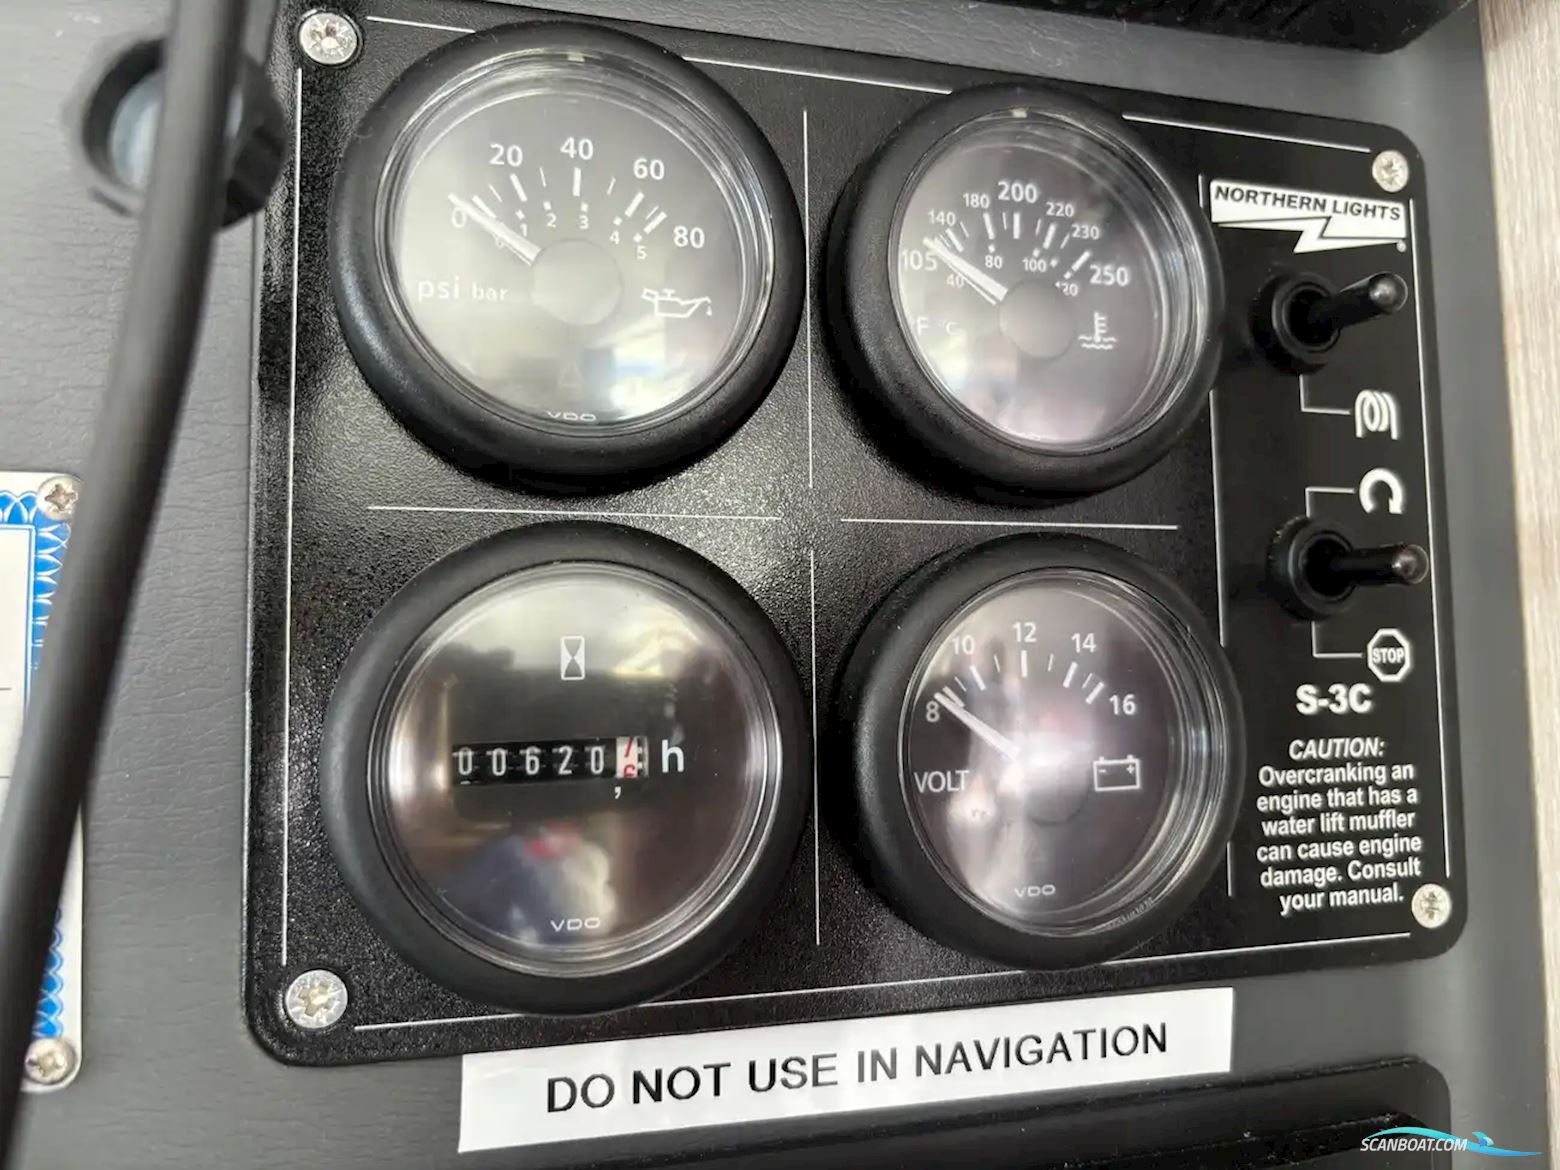 0 20 40 60 80
0 1 2 3 4 5
psi bar
VDO
105 140 180 200 220 230 250
40 80 100 120
F °C
NORTHERN LIGHTS
00620 h
,
VDO
8 10 12 14 16
VOLT
VDO
STOP
S-3C
CAUTION:
Overcranking an
engine that has a
water lift muffler
can cause engine
damage. Consult
your manual.
DO NOT USE IN NAVIGATION
SCANBOAT.COM